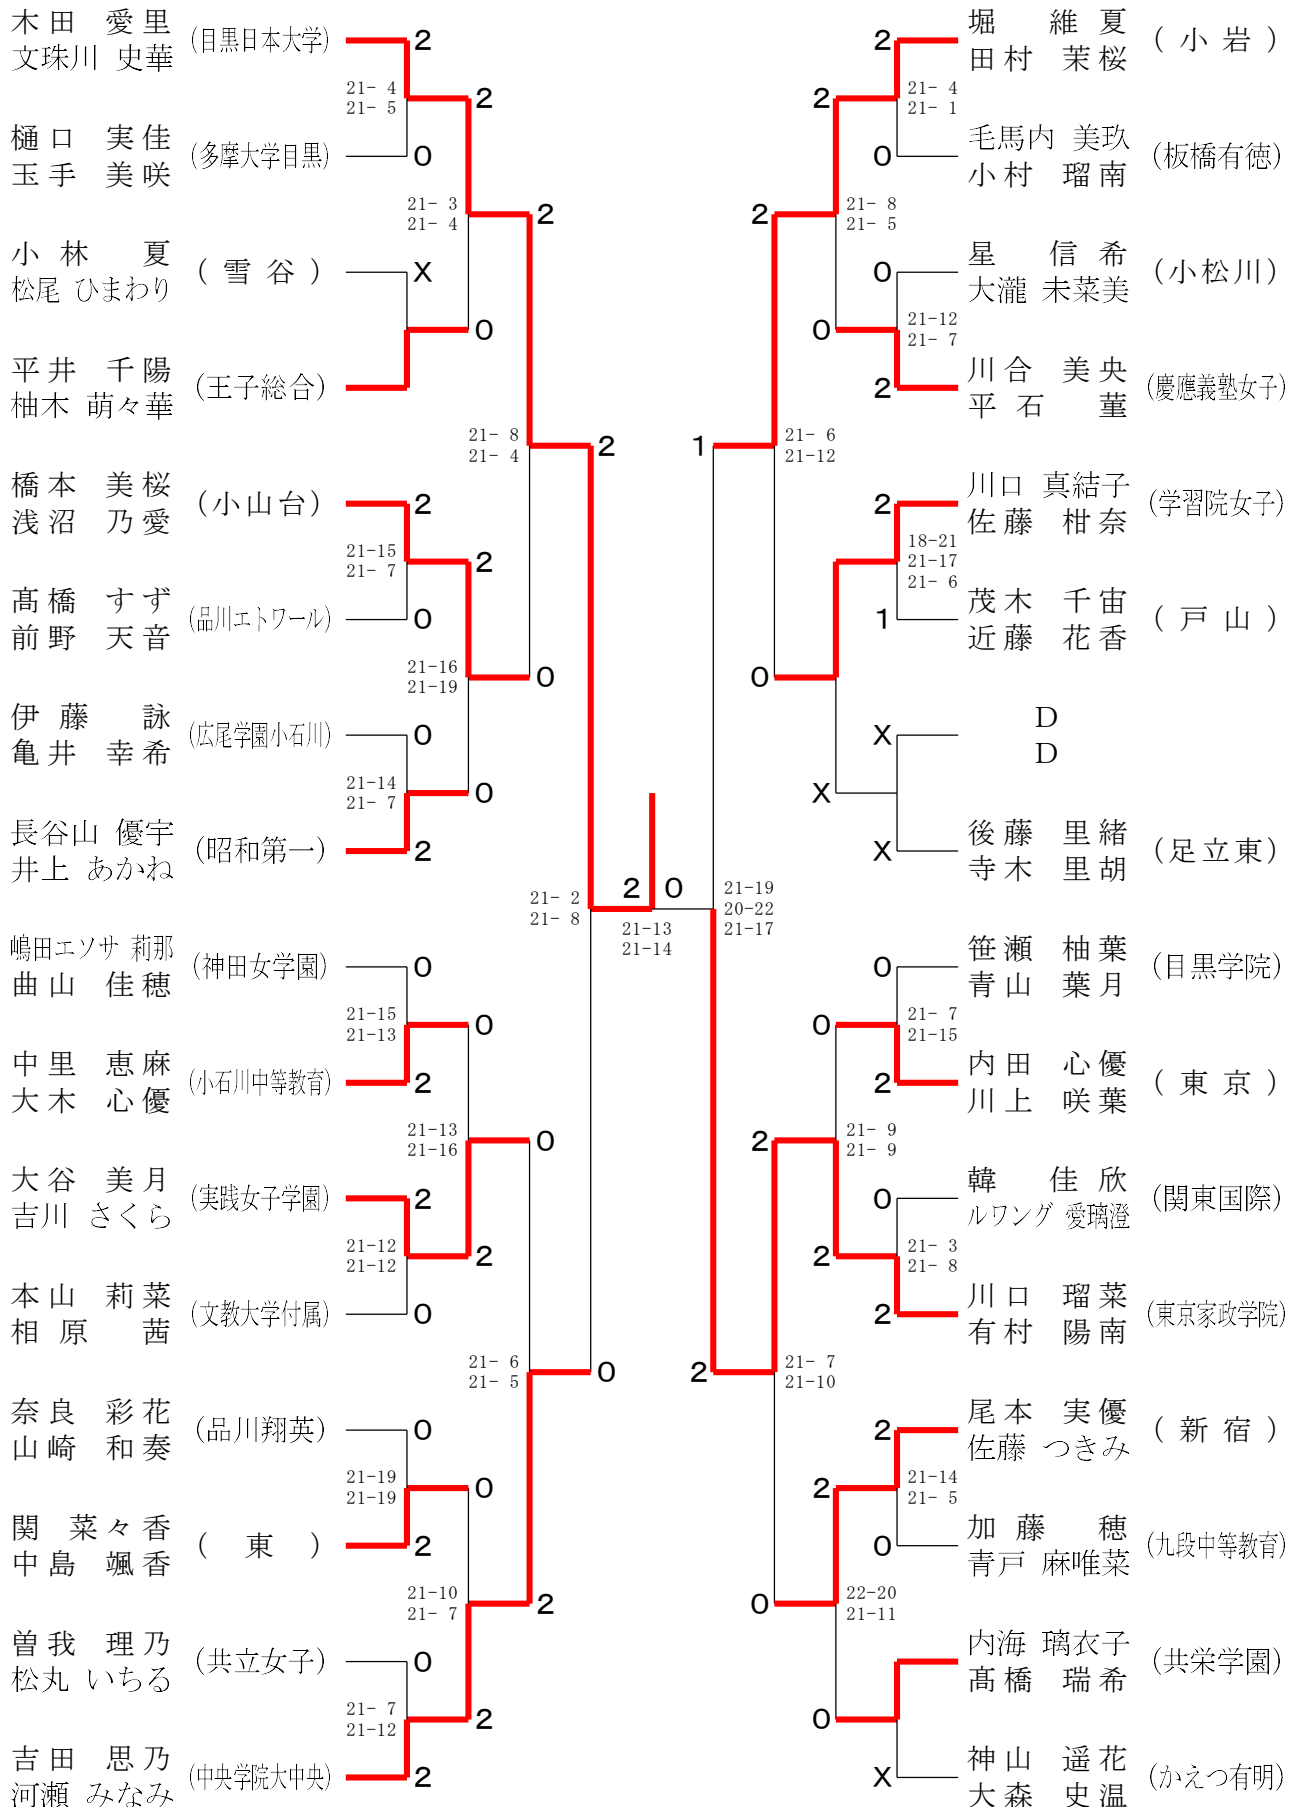 木田 愛里
文珠川 史華
(目黒日本大学)
2
21- 4
21- 5
2
樋口 実佳
玉手 美咲
(多摩大学目黒)
0
21- 3
21- 4
2
小林 夏
松尾 ひまわり
(雪谷)
X
0
平井 千陽
柚木 萌々華
(王子総合)
21- 8
21- 4
2
橋本 美桜
浅沼 乃愛
(小山台)
2
21-15
21- 7
2
髙橋 すず
前野 天音
(品川エトワール)
0
21-16
21-19
0
伊藤 詠
亀井 幸希
(広尾学園小石川)
0
21-14
21- 7
0
長谷山 優宇
井上 あかね
(昭和第一)
2
21- 2
21- 8
2
0
21-13
21-14
嶋田エソサ 莉那
曲山 佳穂
(神田女学園)
0
21-15
21-13
0
中里 恵麻
大木 心優
(小石川中等教育)
2
21-13
21-16
0
大谷 美月
吉川 さくら
(実践女子学園)
2
21-12
21-12
2
本山 莉菜
相原 茜
(文教大学付属)
0
21- 6
21- 5
0
奈良 彩花
山崎 和奏
(品川翔英)
0
21-19
21-19
0
関 菜々香
中島 颯香
(東)
2
21-10
21- 7
2
曽我 理乃
松丸 いちる
(共立女子)
0
21- 7
21-12
2
吉田 思乃
河瀬 みなみ
(中央学院大中央)
2
堀 維夏
田村 茉桜
(小岩)
2
21- 4
21- 1
2
毛馬内 美玖
小村 瑠南
(板橋有徳)
0
21- 8
21- 5
2
星 信希
大瀧 未菜美
(小松川)
0
21-12
21- 7
0
川合 美央
平石 菫
(慶應義塾女子)
2
21- 6
21-12
1
川口 真結子
佐藤 柑奈
(学習院女子)
2
18-21
21-17
21- 6
茂木 千宙
近藤 花香
(戸山)
1
0
D
D
X
X
後藤 里緒
寺木 里胡
(足立東)
X
21-19
20-22
21-17
笹瀬 柚葉
青山 葉月
(目黒学院)
0
21- 7
21-15
0
内田 心優
川上 咲葉
(東京)
2
21- 9
21- 9
2
韓 佳欣
ルワング 愛璃澄
(関東国際)
0
21- 3
21- 8
2
川口 瑠菜
有村 陽南
(東京家政学院)
2
21- 7
21-10
2
尾本 実優
佐藤 つきみ
(新宿)
2
21-14
21- 5
2
加藤 穂
青戸 麻唯菜
(九段中等教育)
0
22-20
21-11
0
内海 璃衣子
髙橋 瑞希
(共栄学園)
0
神山 遥花
大森 史温
(かえつ有明)
X